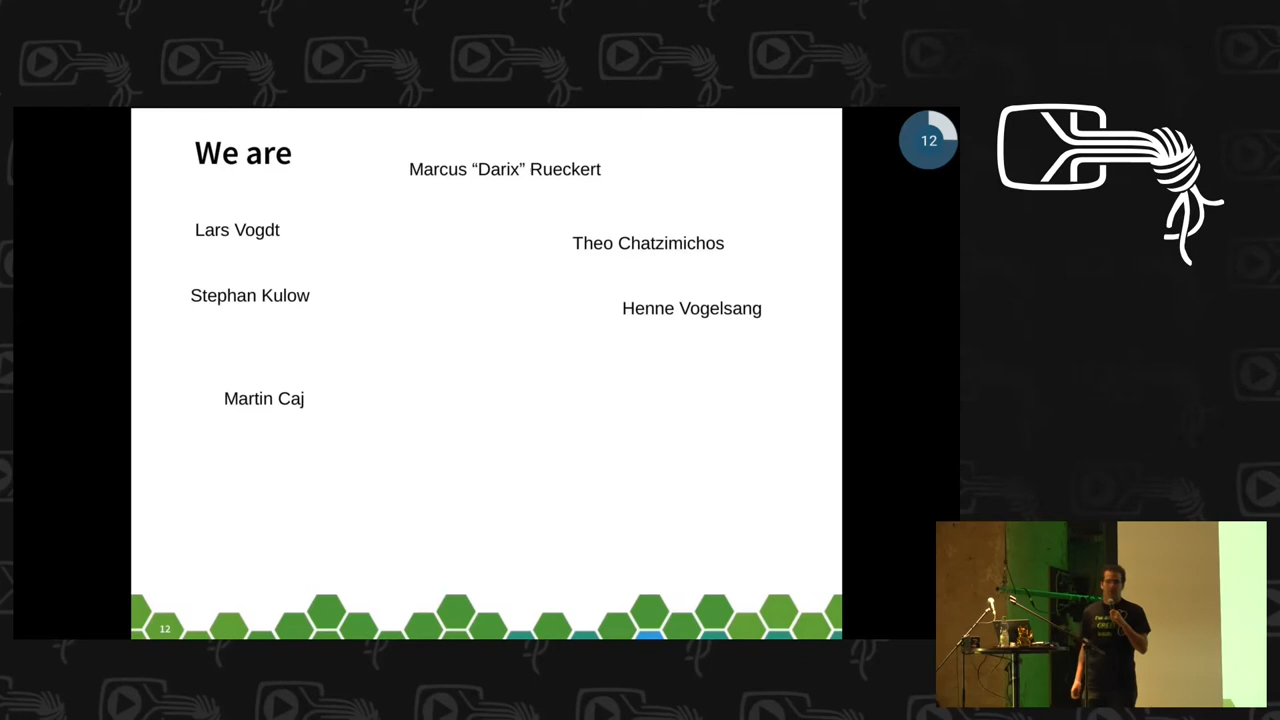 We are
Marcus “Darix” Rueckert
12
Lars Vogdt
Theo Chatzimichos
Stephan Kulow
Henne Vogelsang
Martin Caj
12